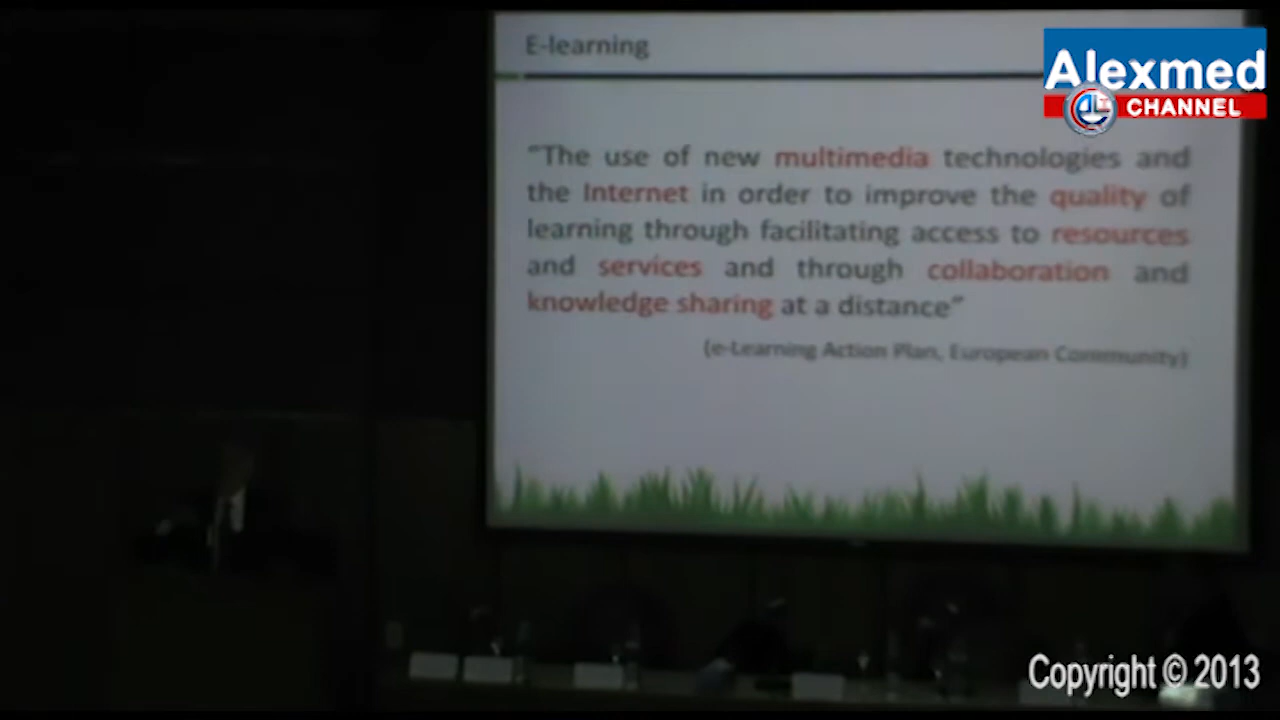 E-learning
Alexmed
CHANNEL
"The use of new multimedia technologies and
the Internet in order to improve the quality of
learning through facilitating access to resources
and services and through collaboration and
knowledge sharing at a distance"
(e-Learning Action Plan, European Community)
Copyright © 2013